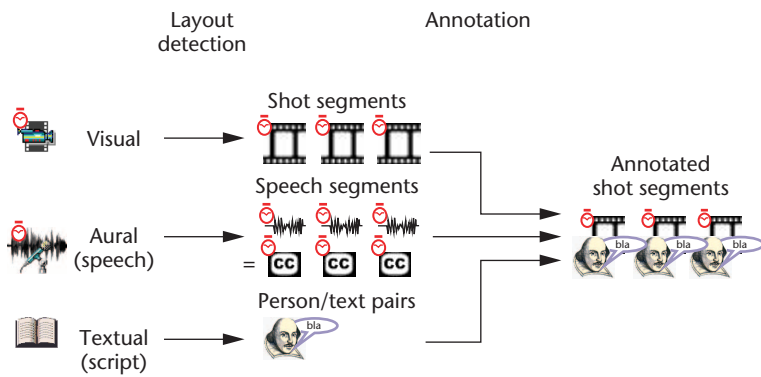 Layout
detection
Annotation
Shot segments
Visual
Annotated
shot segments
Speech segments
Aural
(speech)
= CC CC CC
bla bla bla
Person/text pairs
bla
Textual
(script)